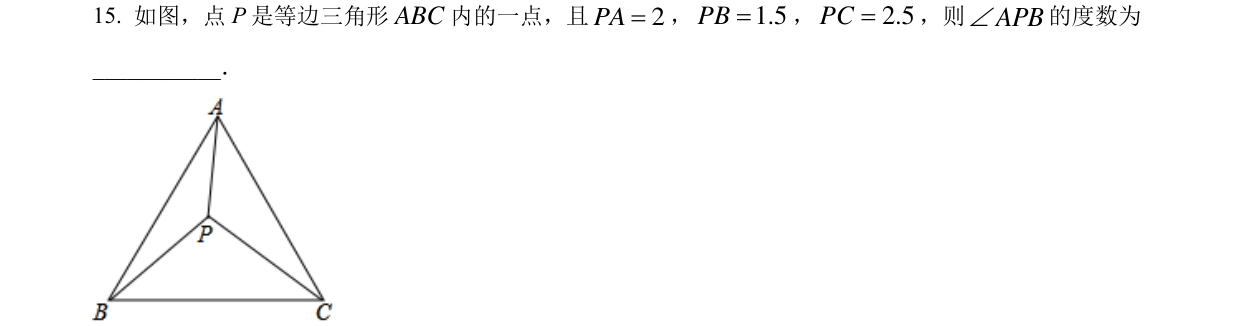 15. 如图，点 P 是等边三角形 ABC 内的一点，且 PA = 2， PB = 1.5， PC = 2.5，则 ∠APB 的度数为
__________.
A
P
B C